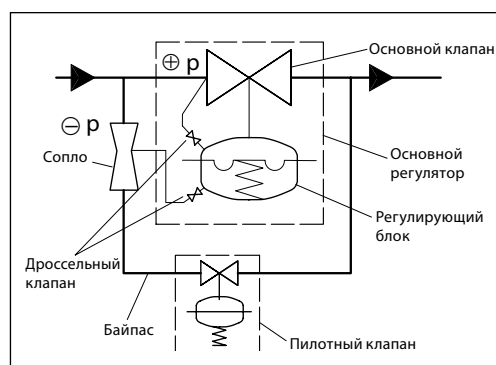 Основной клапан
⊕ p
⊖ p
Сопло
Основной
регулятор
Регулирующий
блок
Дроссельный
клапан
Байпас
Пилотный клапан